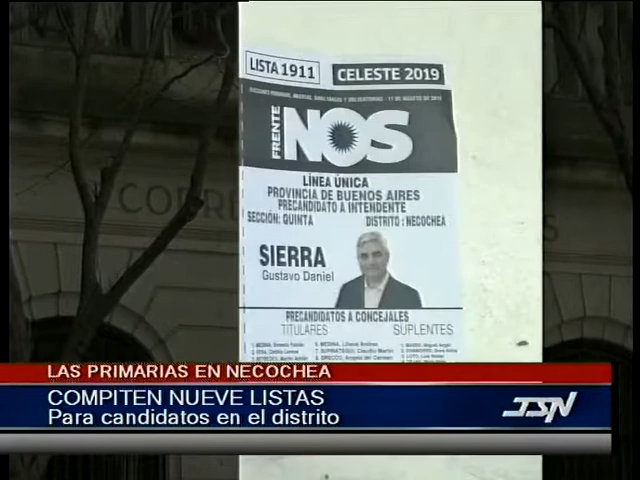 LISTA 1911
CELESTE 2019
FRENTE
NOS
LÍNEA ÚNICA
PROVINCIA DE BUENOS AIRES
PRECANDIDATO A INTENDENTE
SECCIÓN: QUINTA
DISTRITO : NECOCHEA
SIERRA
Gustavo Daniel
PRECANDIDATOS A CONCEJALES
TITULARES
SUPLENTES
LAS PRIMARIAS EN NECOCHEA
COMPITEN NUEVE LISTAS
Para candidatos en el distrito
JSN